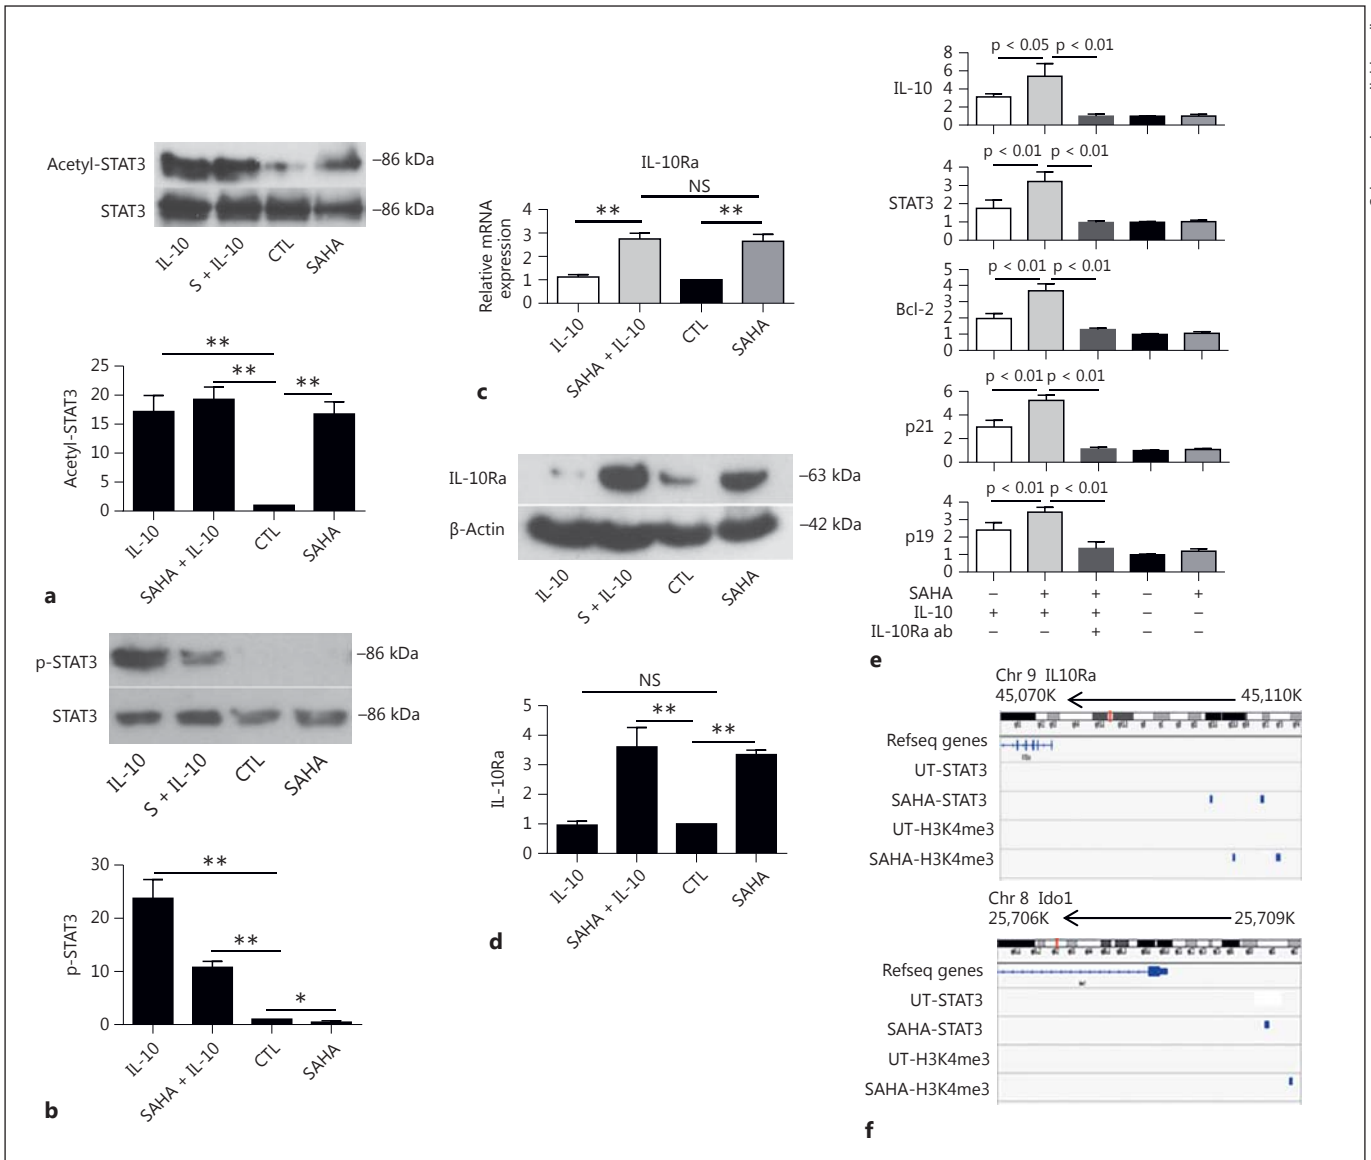 Acetyl-STAT3
–86 kDa
STAT3
–86 kDa
IL-10
S + IL-10
CTL
SAHA
**
**
**
Acetyl-STAT3
25
20
15
10
5
0
IL-10
SAHA + IL-10
CTL
SAHA
a
p-STAT3
–86 kDa
STAT3
–86 kDa
IL-10
S + IL-10
CTL
SAHA
**
**
*
p-STAT3
30
20
10
0
IL-10
SAHA + IL-10
CTL
SAHA
b
IL-10Ra
NS
**
**
Relative mRNA
expression
4
3
2
1
0
IL-10
SAHA + IL-10
CTL
SAHA
c
IL-10Ra
–63 kDa
β-Actin
–42 kDa
IL-10
S + IL-10
CTL
SAHA
NS
**
**
IL-10Ra
5
4
3
2
1
0
IL-10
SAHA + IL-10
CTL
SAHA
d
p < 0.05 p < 0.01
IL-10
8
6
4
2
0
p < 0.01 p < 0.01
STAT3
4
3
2
1
0
p < 0.01 p < 0.01
Bcl-2
5
4
3
2
1
0
p < 0.01 p < 0.01
p21
6
4
2
0
p < 0.01 p < 0.01
p19
4
3
2
1
0
SAHA – + + – +
IL-10 + + + – –
IL-10Ra ab – – + – –
e
Chr 9 IL10Ra
45,070K 45,110K
Refseq genes
UT-STAT3
SAHA-STAT3
UT-H3K4me3
SAHA-H3K4me3
Chr 8 Ido1
25,706K 25,709K
Refseq genes
UT-STAT3
SAHA-STAT3
UT-H3K4me3
SAHA-H3K4me3
f